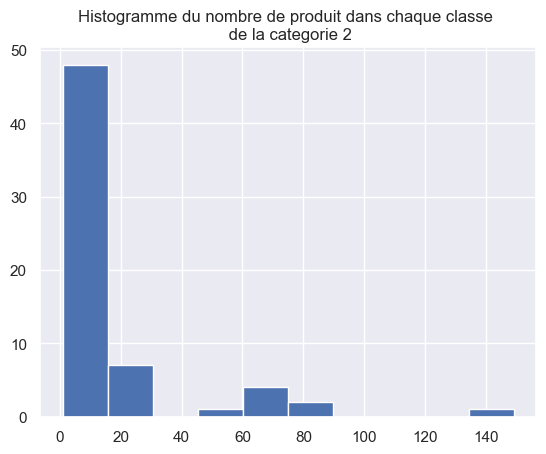 Histogramme du nombre de produit dans chaque classe
de la categorie 2
50
40
30
20
10
0
0 20 40 60 80 100 120 140